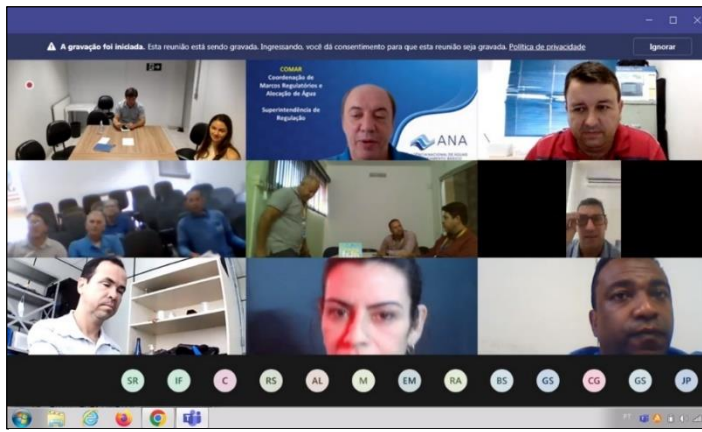 A gravação foi iniciada. Esta reunião está sendo gravada. Ingressando, você dá consentimento para que esta reunião seja gravada. Política de privacidade
Ignorar
COMAR
Coordenação de
Marcos Regulatórios e
Alocação de Água
Superintendência de
Regulação
ANA
SR IF C RS AL M EM RA BS GS CG GS JP
PT